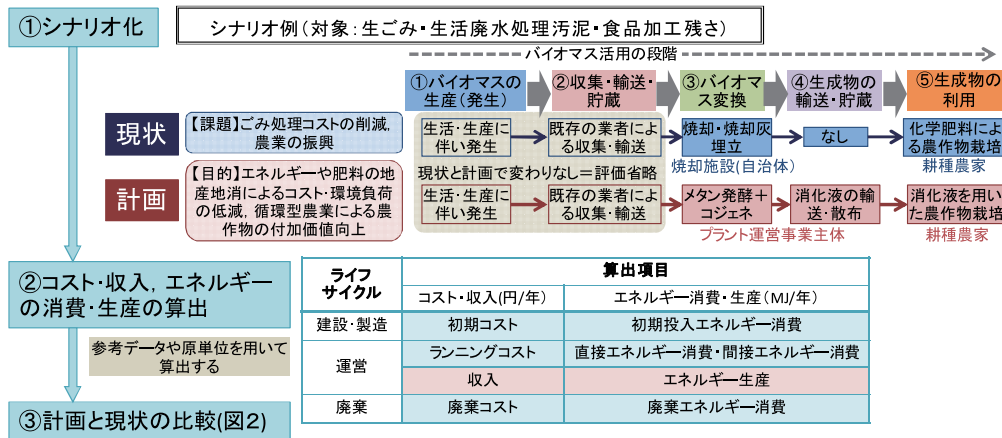 ①シナリオ化
シナリオ例(対象:生ごみ・生活廃水処理汚泥・食品加工残さ)
バイオマス活用の段階
①バイオマスの
生産(発生)
②収集・輸送・
貯蔵
③バイオマ
ス変換
④生成物の
輸送・貯蔵
⑤生成物の
利用
現状
【課題】ごみ処理コストの削減,
農業の振興
生活・生産に
伴い発生
既存の業者によ
る収集・輸送
焼却・焼却灰
埋立
なし
化学肥料によ
る農作物栽培
焼却施設(自治体)
耕種農家
現状と計画で変わりなし=評価省略
計画
【目的】エネルギーや肥料の地
産地消によるコスト・環境負荷
の低減,循環型農業による農
作物の付加価値向上
生活・生産に
伴い発生
既存の業者によ
る収集・輸送
メタン発酵+
コジェネ
消化液の輸
送・散布
消化液を用い
た農作物栽培
プラント運営事業主体
耕種農家
②コスト・収入, エネルギー
の消費・生産の算出
参考データや原単位を用いて
算出する
③計画と現状の比較(図2)
ライフ
サイクル
算出項目
コスト・収入(円/年)
エネルギー消費・生産(MJ/年)
建設・製造
初期コスト
初期投入エネルギー消費
運営
ランニングコスト
直接エネルギー消費・間接エネルギー消費
収入
エネルギー生産
廃棄
廃棄コスト
廃棄エネルギー消費